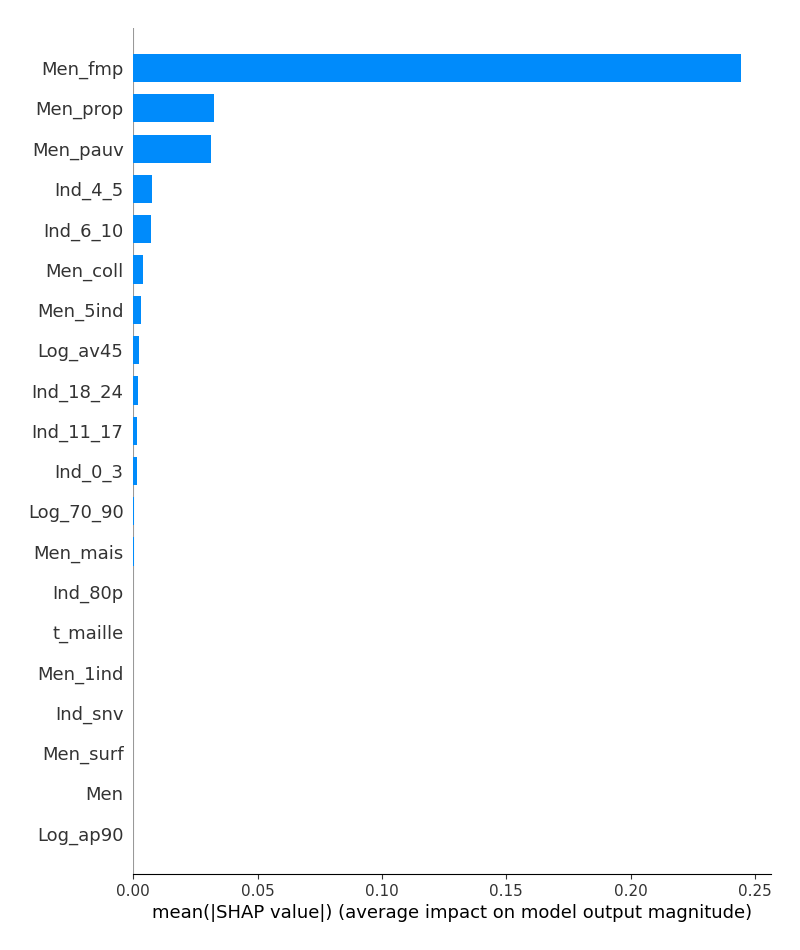 Men_fmp
Men_prop
Men_pauv
Ind_4_5
Ind_6_10
Men_coll
Men_5ind
Log_av45
Ind_18_24
Ind_11_17
Ind_0_3
Log_70_90
Men_mais
Ind_80p
t_maille
Men_1ind
Ind_snv
Men_surf
Men
Log_ap90
0.00 0.05 0.10 0.15 0.20 0.25
mean(|SHAP value|) (average impact on model output magnitude)